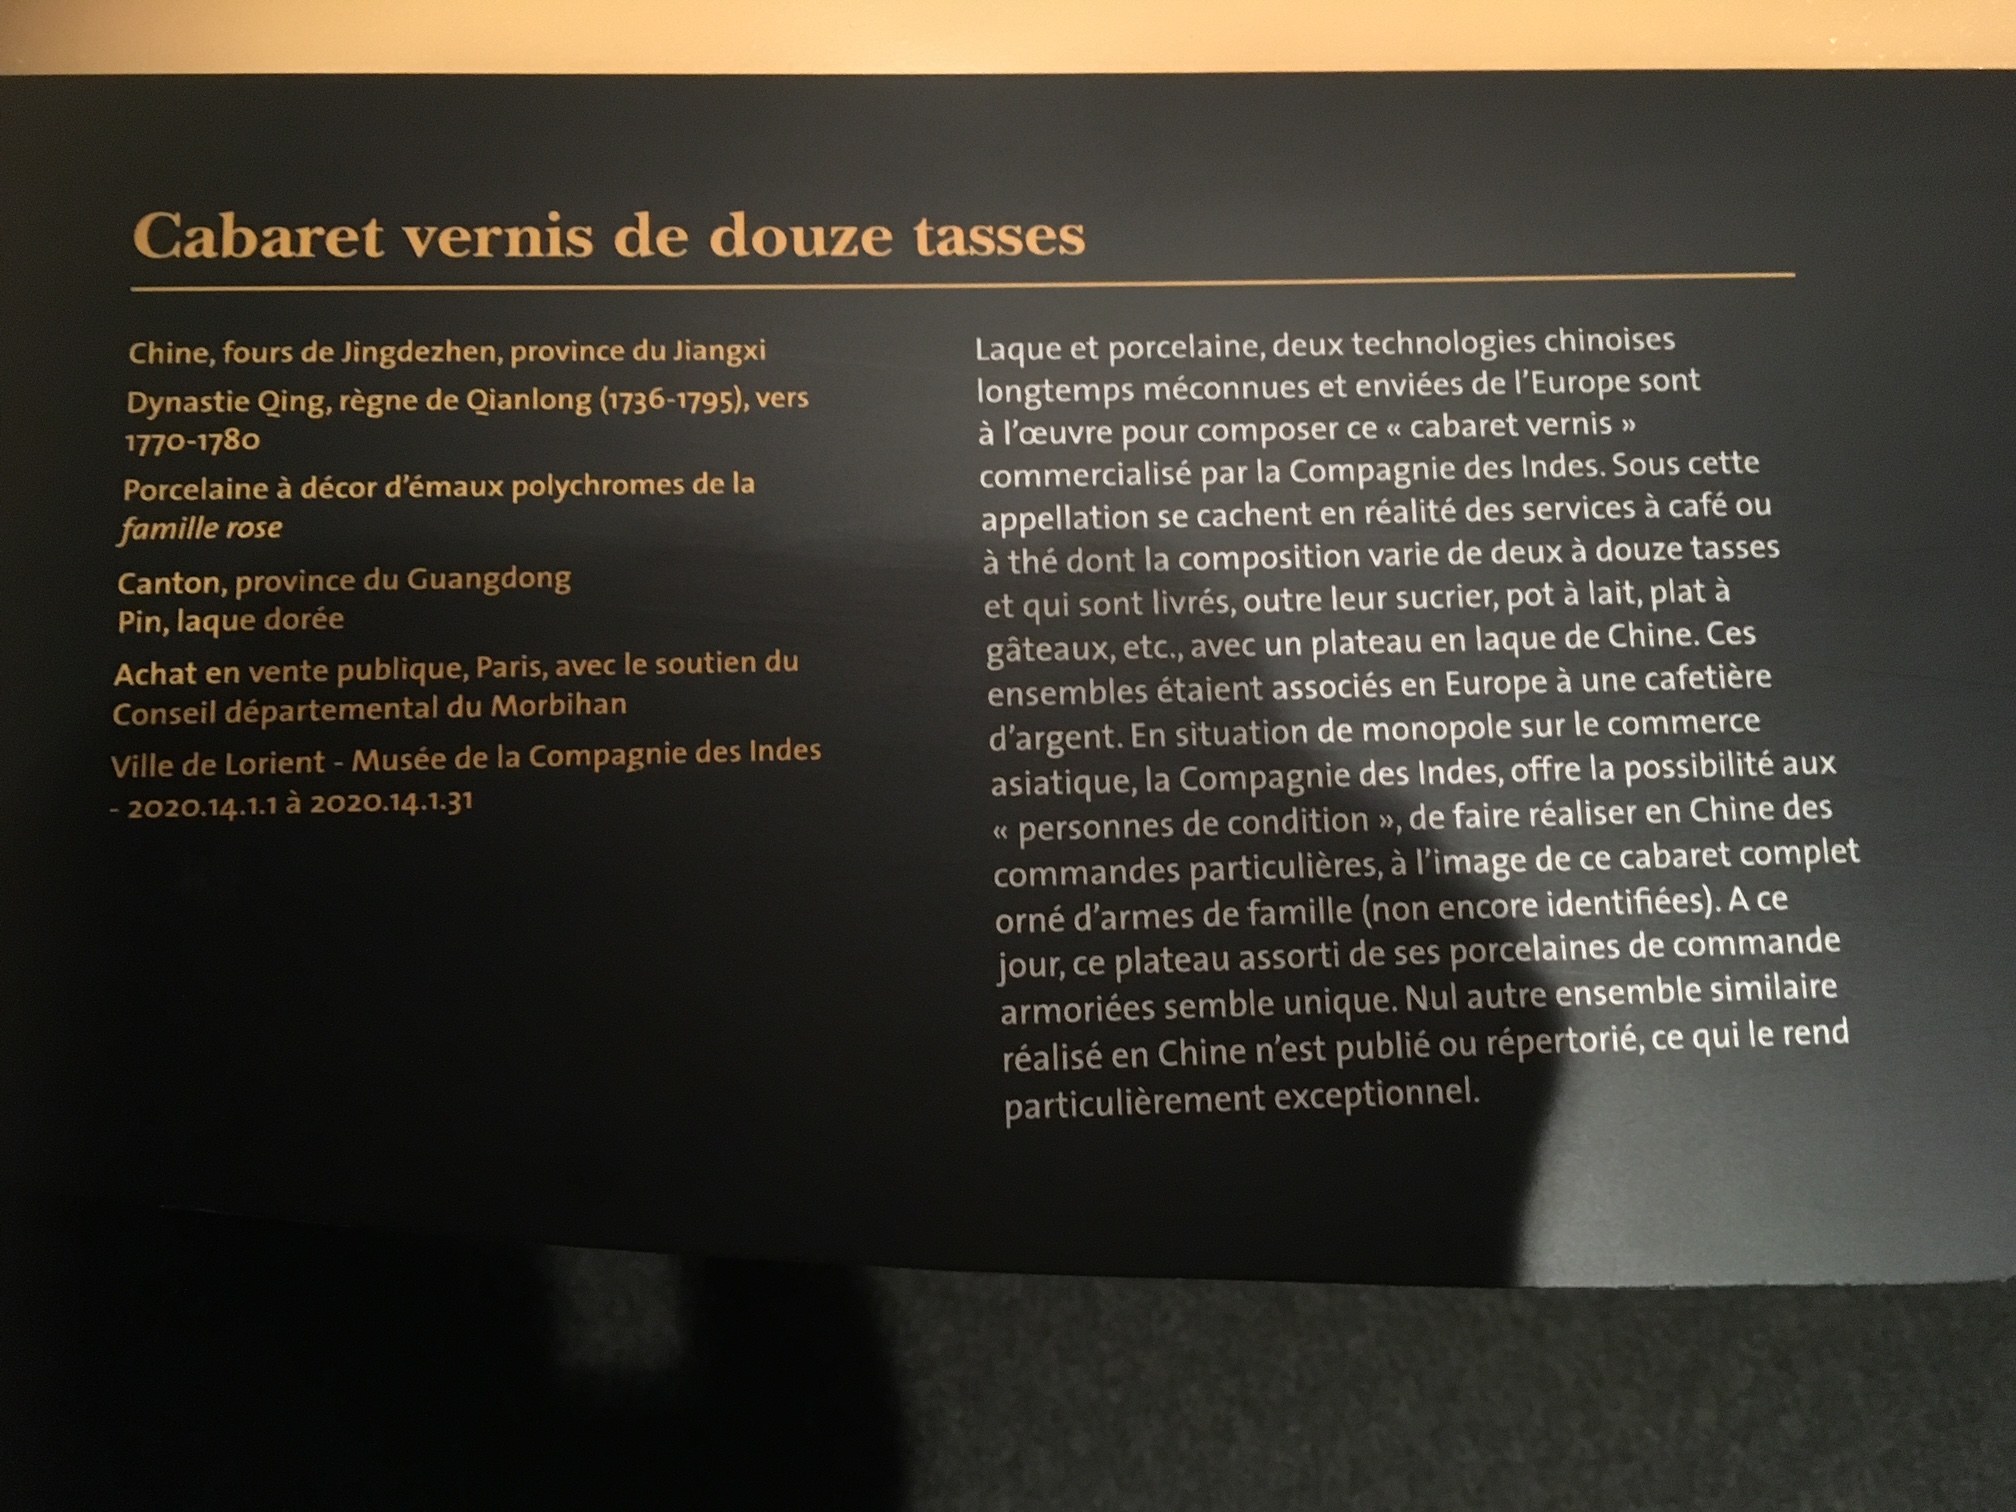 Cabaret vernis de douze tasses
Chine, fours de Jingdezhen, province du Jiangxi
Dynastie Qing, règne de Qianlong (1736-1795), vers
1770-1780
Porcelaine à décor d'émaux polychromes de la
famille rose
Canton, province du Guangdong
Pin, laque dorée
Achat en vente publique, Paris, avec le soutien du
Conseil départemental du Morbihan
Ville de Lorient - Musée de la Compagnie des Indes
- 2020.14.1.1 à 2020.14.1.31
Laque et porcelaine, deux technologies chinoises
longtemps méconnues et enviées de l'Europe sont
à l'œuvre pour composer ce « cabaret vernis »
commercialisé par la Compagnie des Indes. Sous cette
appellation se cachent en réalité des services à café ou
à thé dont la composition varie de deux à douze tasses
et qui sont livrés, outre leur sucrier, pot à lait, plat à
gâteaux, etc., avec un plateau en laque de Chine. Ces
ensembles étaient associés en Europe à une cafetière
d'argent. En situation de monopole sur le commerce
asiatique, la Compagnie des Indes, offre la possibilité aux
« personnes de condition », de faire réaliser en Chine des
commandes particulières, à l'image de ce cabaret complet
orné d'armes de famille (non encore identifiées). A ce
jour, ce plateau assorti de ses porcelaines de commande
armoriées semble unique. Nul autre ensemble similaire
réalisé en Chine n'est publié ou répertorié, ce qui le rend
particulièrement exceptionnel.